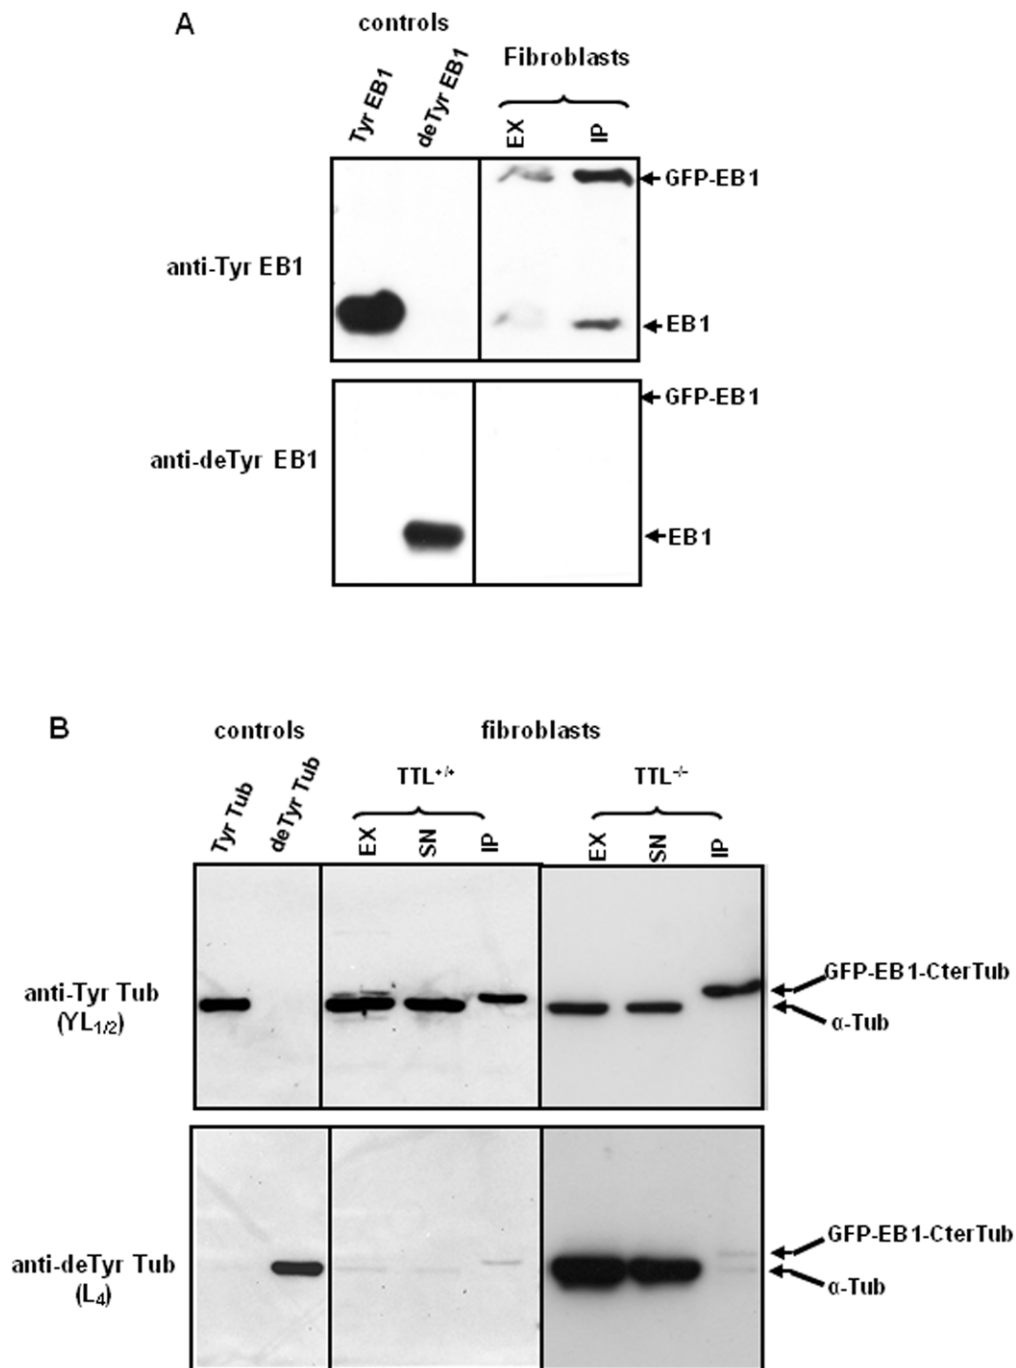 A
controls
Fibroblasts
Tyr EB1
deTyr EB1
EX
IP
GFP-EB1
anti-Tyr EB1
EB1
GFP-EB1
anti-deTyr EB1
EB1
B
controls
fibroblasts
TTL+/+
TTL-/-
Tyr Tub
deTyr Tub
EX
SN
IP
EX
SN
IP
GFP-EB1-CterTub
anti-Tyr Tub
(YL1/2)
α-Tub
GFP-EB1-CterTub
anti-deTyr Tub
(L4)
α-Tub